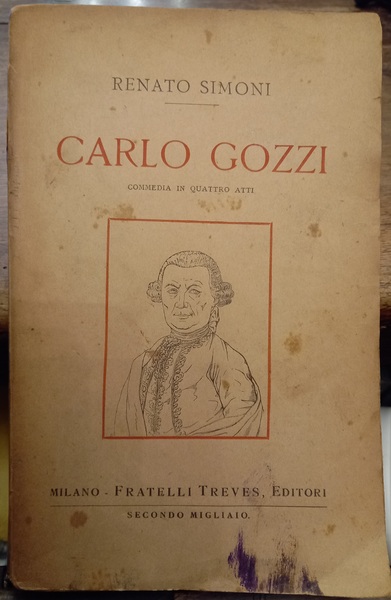 RENATO SIMONI
CARLO GOZZI
COMMEDIA IN QUATTRO ATTI
MILANO - FRATELLI TREVES, EDITORI
SECONDO MIGLIAIO.